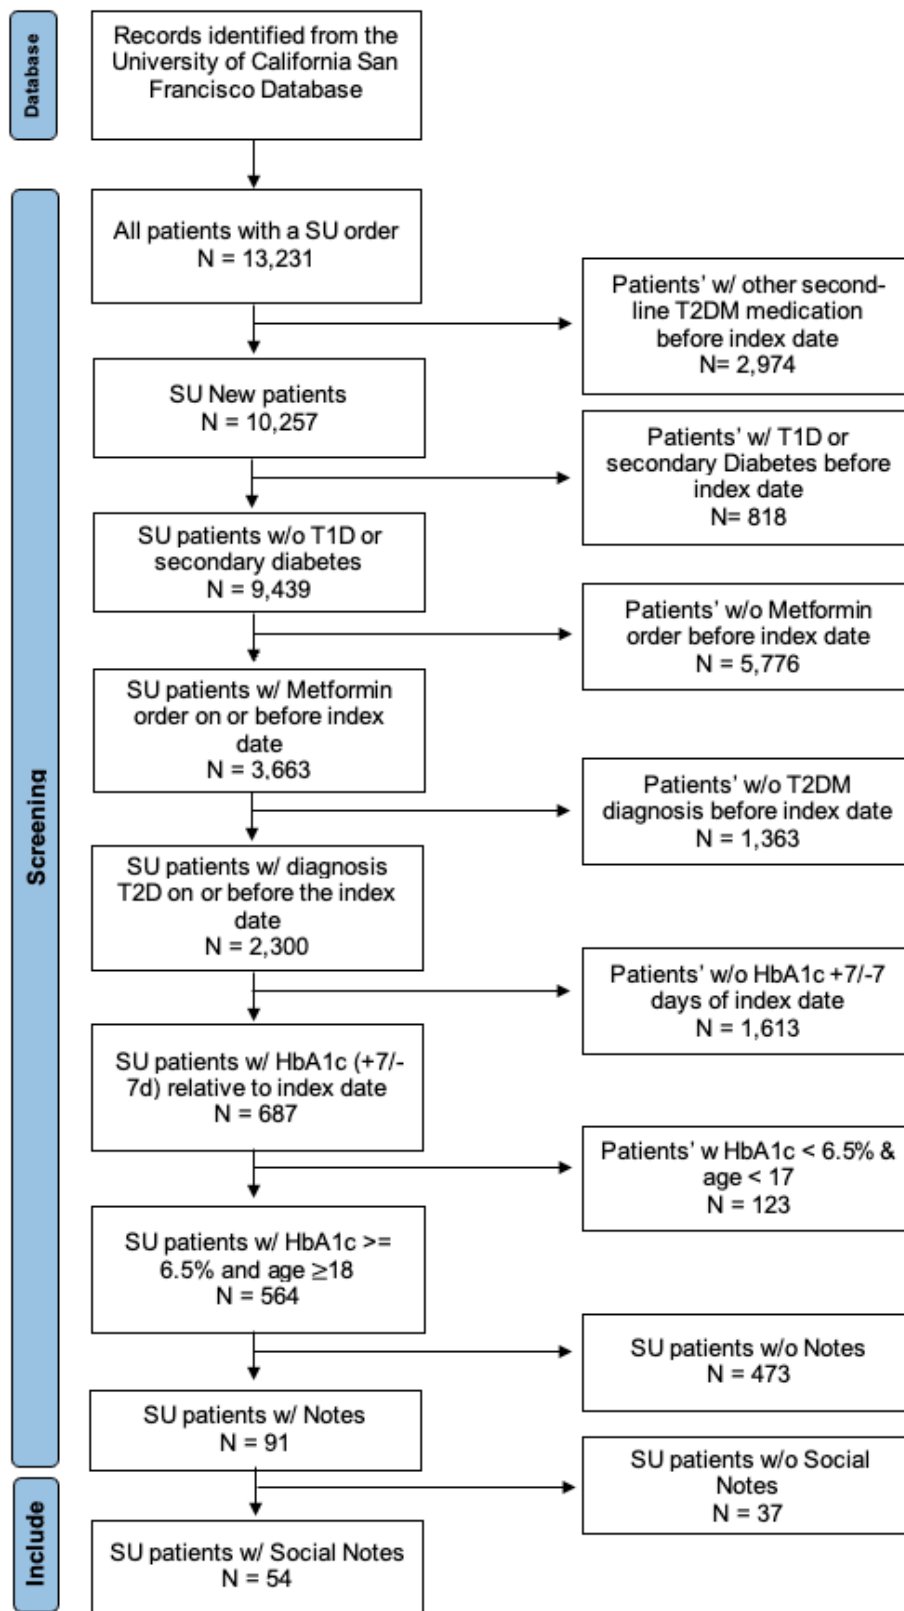 Database
Records identified from the
University of California San
Francisco Database
Screening
All patients with a SU order
N = 13,231
Patients' w/ other second-
line T2DM medication
before index date
N= 2,974
SU New patients
N = 10,257
Patients' w/ T1D or
secondary Diabetes before
index date
N= 818
SU patients w/o T1D or
secondary diabetes
N = 9,439
Patients' w/o Metformin
order before index date
N = 5,776
SU patients w/ Metformin
order on or before index
date
N = 3,663
Patients' w/o T2DM
diagnosis before index date
N = 1,363
SU patients w/ diagnosis
T2D on or before the index
date
N = 2,300
Patients' w/o HbA1c +7/-7
days of index date
N = 1,613
SU patients w/ HbA1c (+7/-
7d) relative to index date
N = 687
Patients' w HbA1c < 6.5% &
age < 17
N = 123
SU patients w/ HbA1c >=
6.5% and age ≥18
N = 564
SU patients w/o Notes
N = 473
SU patients w/ Notes
N = 91
SU patients w/o Social
Notes
N = 37
Include
SU patients w/ Social Notes
N = 54